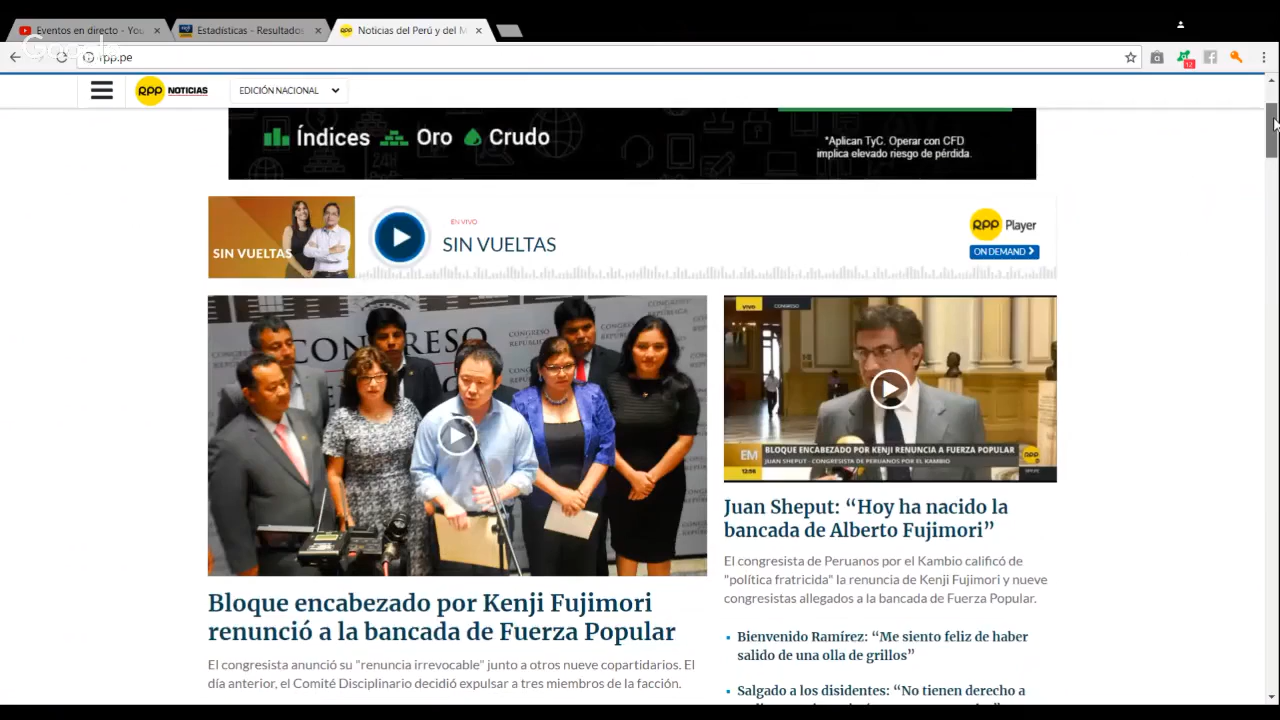 Eventos en directo - You
Estadísticas - Resultados
Noticias del Perú y del M
Google
rpp.pe
12
RPP NOTICIAS
EDICIÓN NACIONAL
Índices Oro Crudo
*Aplican TyC. Operar con CFD
implica elevado riesgo de pérdida.
SIN VUELTAS
EN VIVO
SIN VUELTAS
RPP Player
ON DEMAND
CONGRESO
CONGRESO
REPÚBLICA
VIVO CONGRESO
EM BLOQUE ENCABEZADO POR KENJI RENUNCIA A FUERZA POPULAR
JUAN SHEPUT - CONGRESISTA DE PERUANOS POR EL KAMBIO
RPP
Bloque encabezado por Kenji Fujimori
renunció a la bancada de Fuerza Popular
El congresista anunció su "renuncia irrevocable" junto a otros nueve copartidarios. El
día anterior, el Comité Disciplinario decidió expulsar a tres miembros de la facción.
Juan Sheput: “Hoy ha nacido la
bancada de Alberto Fujimori”
El congresista de Peruanos por el Kambio calificó de
"política fratricida" la renuncia de Kenji Fujimori y nueve
congresistas allegados a la bancada de Fuerza Popular.
Bienvenido Ramírez: “Me siento feliz de haber
salido de una olla de grillos”
Salgado a los disidentes: “No tienen derecho a